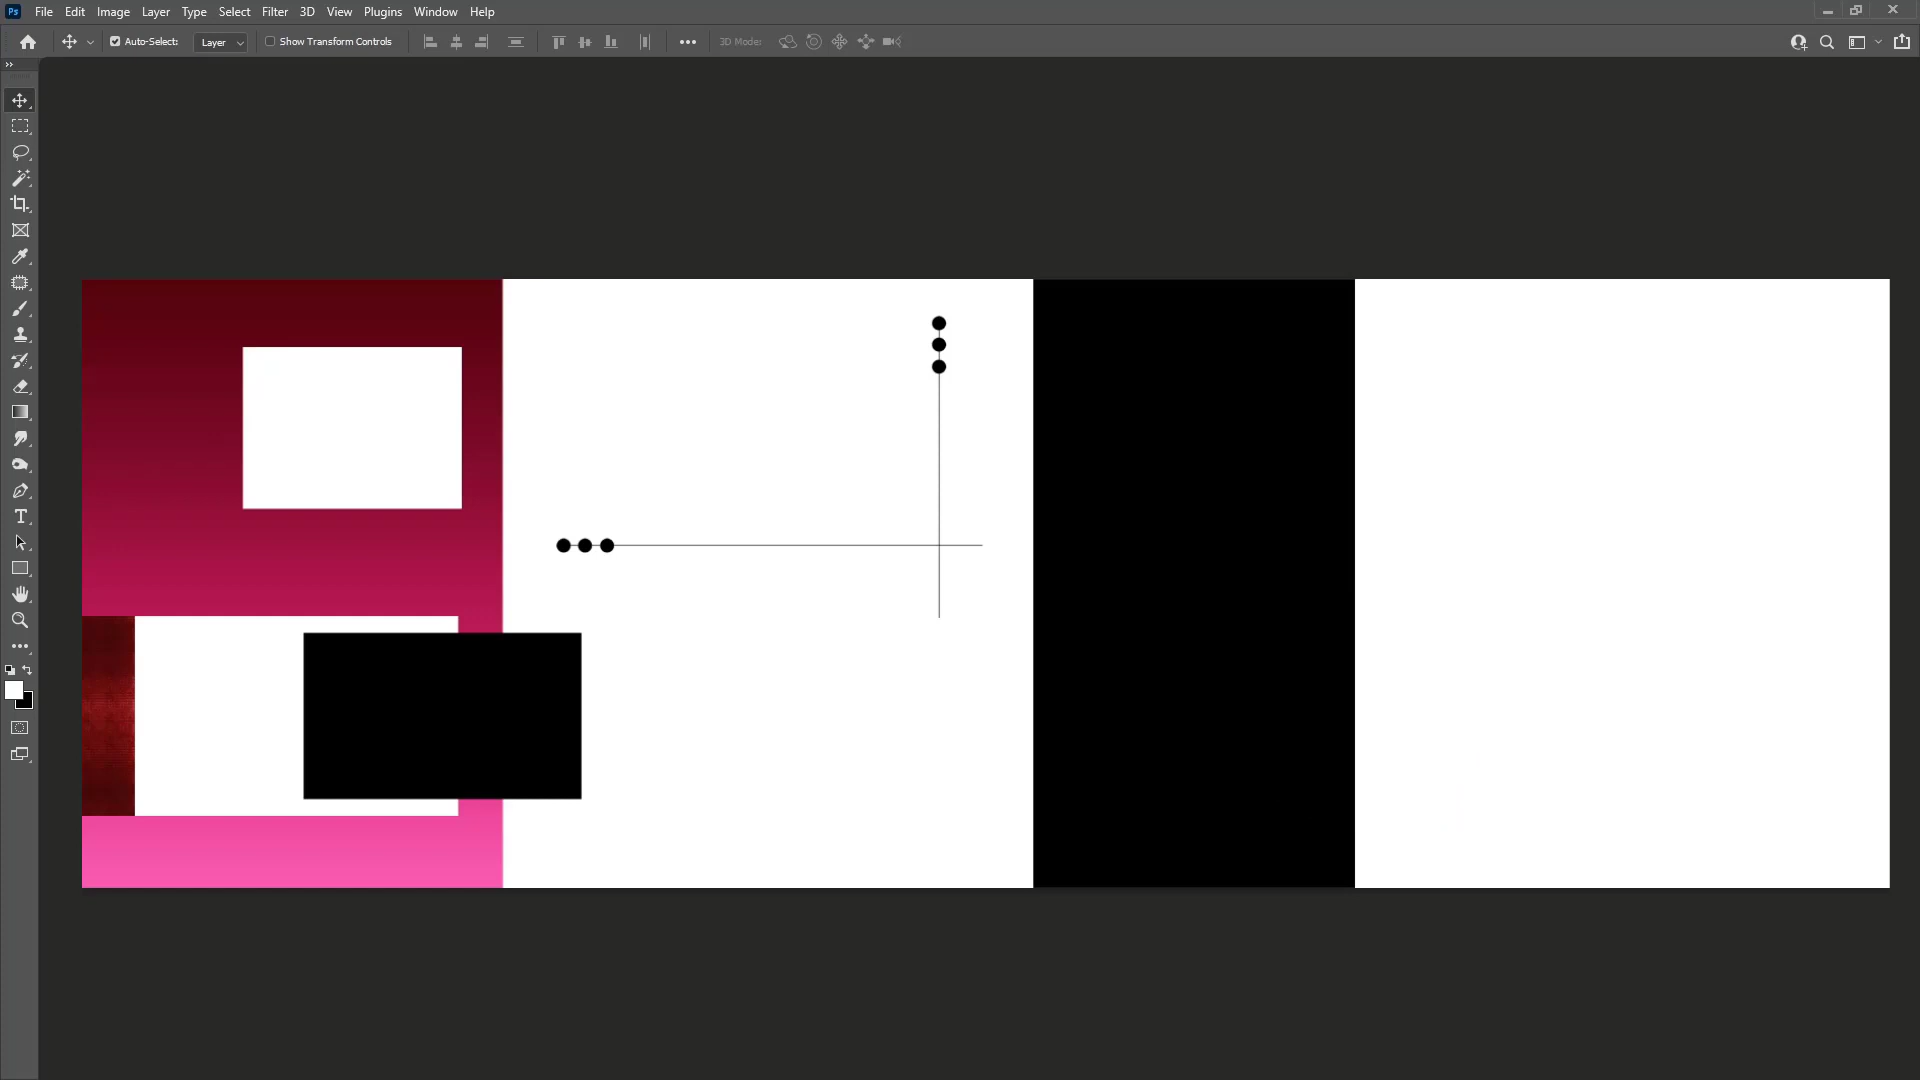 Ps File Edit Image Layer Type Select Filter 3D View Plugins Window Help
Auto-Select: Layer Show Transform Controls 3D Mode:
T